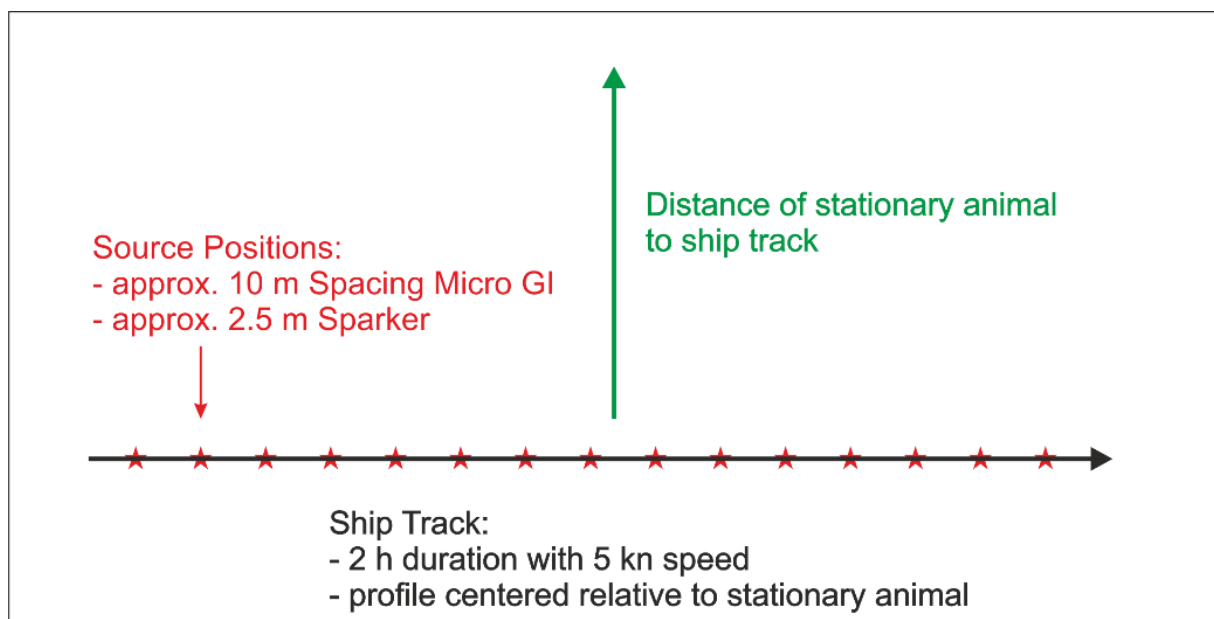 Distance of stationary animal
to ship track
Source Positions:
- approx. 10 m Spacing Micro GI
- approx. 2.5 m Sparker
Ship Track:
- 2 h duration with 5 kn speed
- profile centered relative to stationary animal